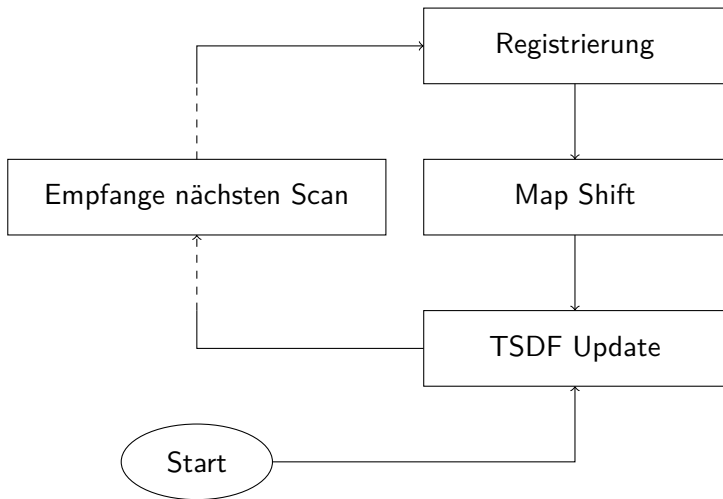 Registrierung
Empfange nächsten Scan
Map Shift
TSDF Update
Start